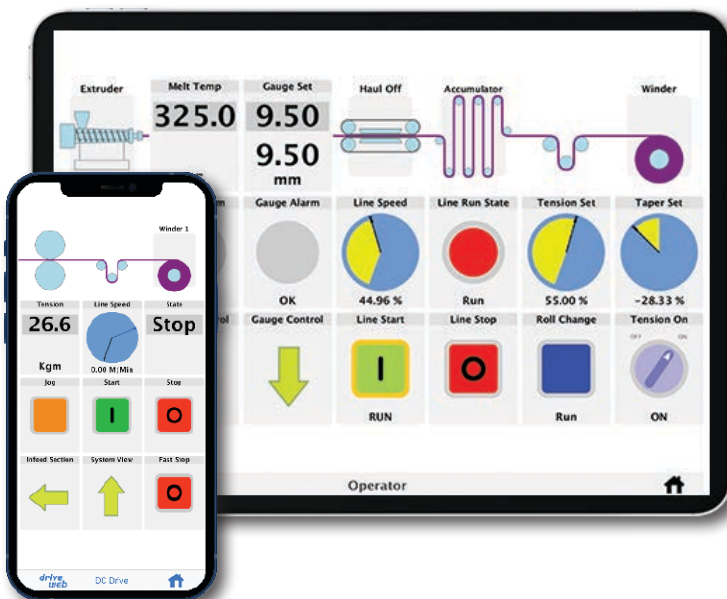 Extruder
Melt Temp
Gauge Set
Haul Off
Accumulator
Winder
325.0
9.50
9.50
mm
Gauge Alarm
Line Speed
Line Run State
Tension Set
Taper Set
OK
44.96 %
Run
55.00 %
-28.33 %
Gauge Control
Line Start
Line Stop
Roll Change
Tension On
OFF
ON
RUN
Run
ON
Operator
Winder 1
Tension
Line Speed
State
26.6
Stop
Kgm
0.00 M/Min
Jog
Start
Stop
Infeed Section
System View
Fast Stop
drive
web
DC Drive